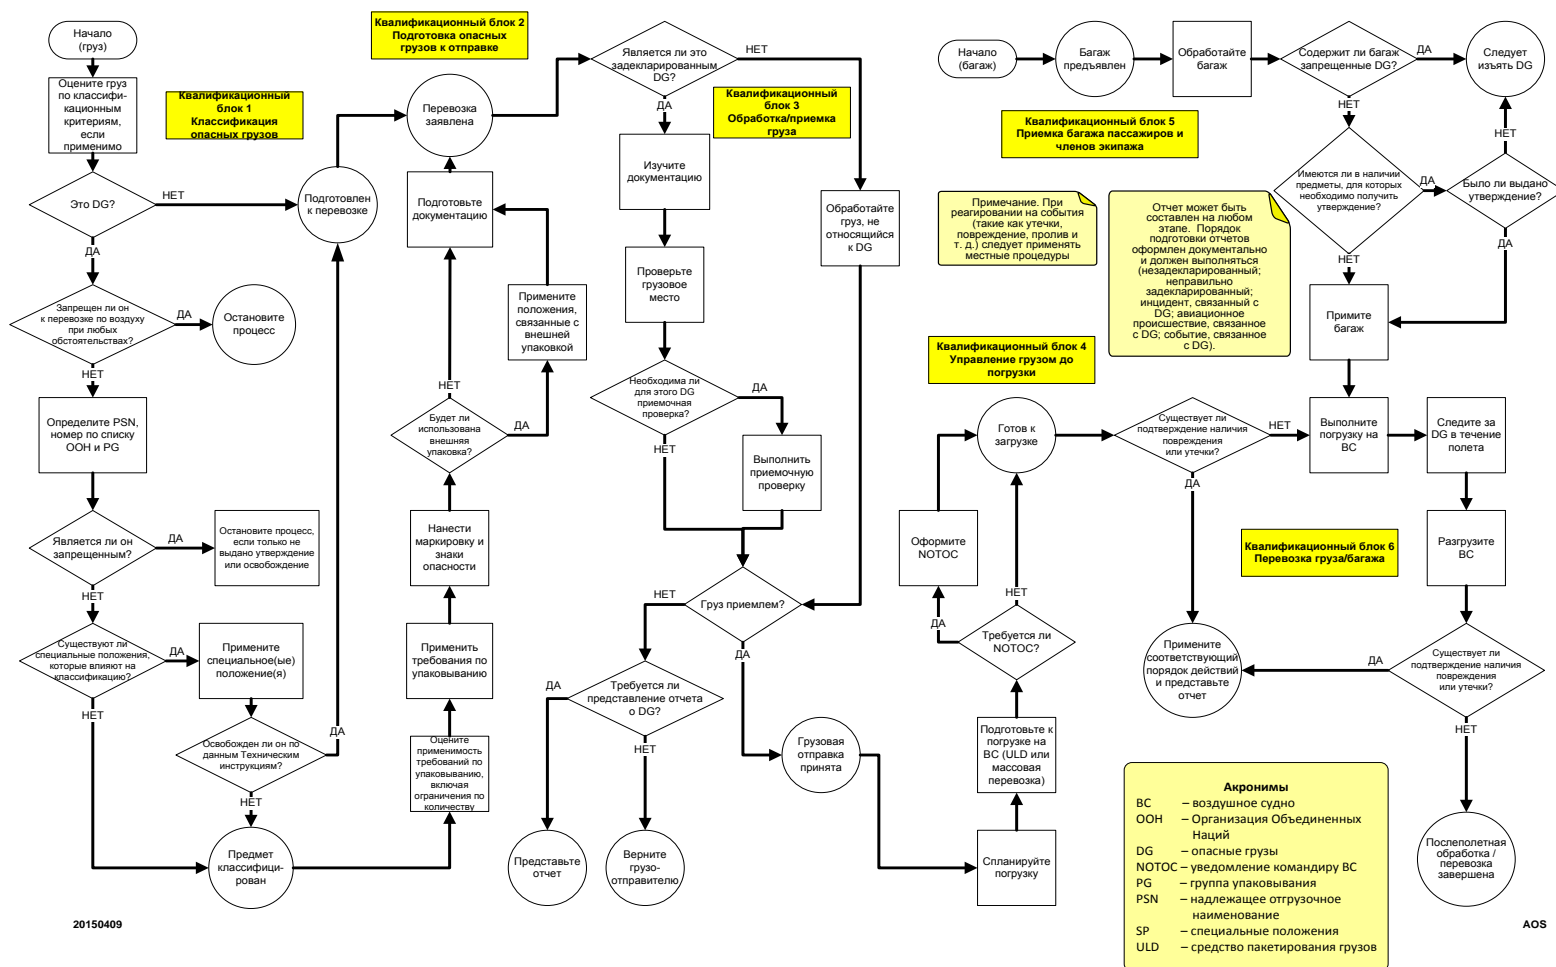 Начало
(груз)
Оцените груз
по классифи-
кационным
критериям,
если
применимо
Квалификационный
блок 1
Классификация
опасных грузов
Это DG?
НЕТ
ДА
Подготовлен
к перевозке
Запрещен ли он
к перевозке по воздуху
при любых
обстоятельствах?
ДА
Остановите
процесс
НЕТ
Определите PSN,
номер по списку
ООН и PG
Является ли он
запрещенным?
ДА
Остановите процесс,
если только не
выдано утверждение
или освобождение
НЕТ
Существуют ли
специальные положения,
которые влияют на
классификацию?
ДА
Примените
специальное(ые)
положение(я)
НЕТ
Освобожден ли он по
данным Техническим
инструкциям?
ДА
НЕТ
Предмет
классифици-
рован
Квалификационный блок 2
Подготовка опасных
грузов к отправке
Перевозка
заявлена
Подготовьте
документацию
Примените
положения,
связанные с
внешней
упаковкой
НЕТ
Будет ли
использована
внешняя
упаковка?
ДА
Нанести
маркировку и
знаки
опасности
Применить
требования по
упаковыванию
Оцените
применимость
требований по
упаковыванию,
включая
ограничения по
количеству
Является ли это
задекларированным
DG?
НЕТ
ДА
Квалификационный
блок 3
Обработка/приемка
груза
Изучите
документацию
Обработайте
груз, не
относящийся
к DG
Проверьте
грузовое
место
Необходима ли
для этого DG
приемочная
проверка?
ДА
НЕТ
Выполнить
приемочную
проверку
Груз приемлем?
НЕТ
ДА
Требуется ли
представление отчета
о DG?
ДА
НЕТ
Представьте
отчет
Верните
грузо-
отправителю
Грузовая
отправка
принята
Начало
(багаж)
Багаж
предъявлен
Обработайте
багаж
Содержит ли багаж
запрещенные DG?
ДА
Следует
изъять DG
НЕТ
Квалификационный блок 5
Приемка багажа пассажиров и
членов экипажа
НЕТ
Имеются ли в наличии
предметы, для которых
необходимо получить
утверждение?
ДА
Было ли выдано
утверждение?
НЕТ
ДА
Примечание. При
реагировании на события
(такие как утечки,
повреждение, пролив и
т. д.) следует применять
местные процедуры
Отчет может быть
составлен на любом
этапе. Порядок
подготовки отчетов
оформлен документально
и должен выполняться
(незадекларированный;
неправильно
задекларированный;
инцидент, связанный с
DG; авиационное
происшествие, связанное
с DG; событие, связанное
с DG).
Примите
багаж
Квалификационный блок 4
Управление грузом до
погрузки
Готов к
загрузке
Существует ли
подтверждение наличия
повреждения
или утечки?
НЕТ
ДА
Выполните
погрузку на
ВС
Следите за
DG в течение
полета
Оформите
NOTOC
Квалификационный блок 6
Перевозка груза/багажа
Разгрузите
ВС
НЕТ
ДА
Требуется ли
NOTOC?
Примените
соответствующий
порядок действий
и представьте
отчет
ДА
Существует ли
подтверждение наличия
повреждения
или утечки?
НЕТ
Подготовьте к
погрузке на
ВС (ULD или
массовая
перевозка)
Спланируйте
погрузку
Послеполетная
обработка /
перевозка
завершена
Акронимы
ВС – воздушное судно
ООН – Организация Объединенных
Наций
DG – опасные грузы
NOTOC – уведомление командиру ВС
PG – группа упаковывания
PSN – надлежащее отгрузочное
наименование
SP – специальные положения
ULD – средство пакетирования грузов
20150409
AOS